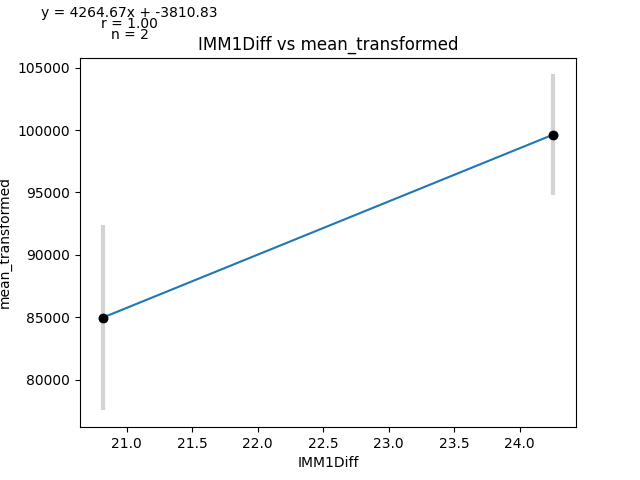 y = 4264.67x + -3810.83
r = 1.00
n = 2
IMM1Diff vs mean_transformed
105000
100000
95000
90000
85000
80000
mean_transformed
21.0 21.5 22.0 22.5 23.0 23.5 24.0
IMM1Diff